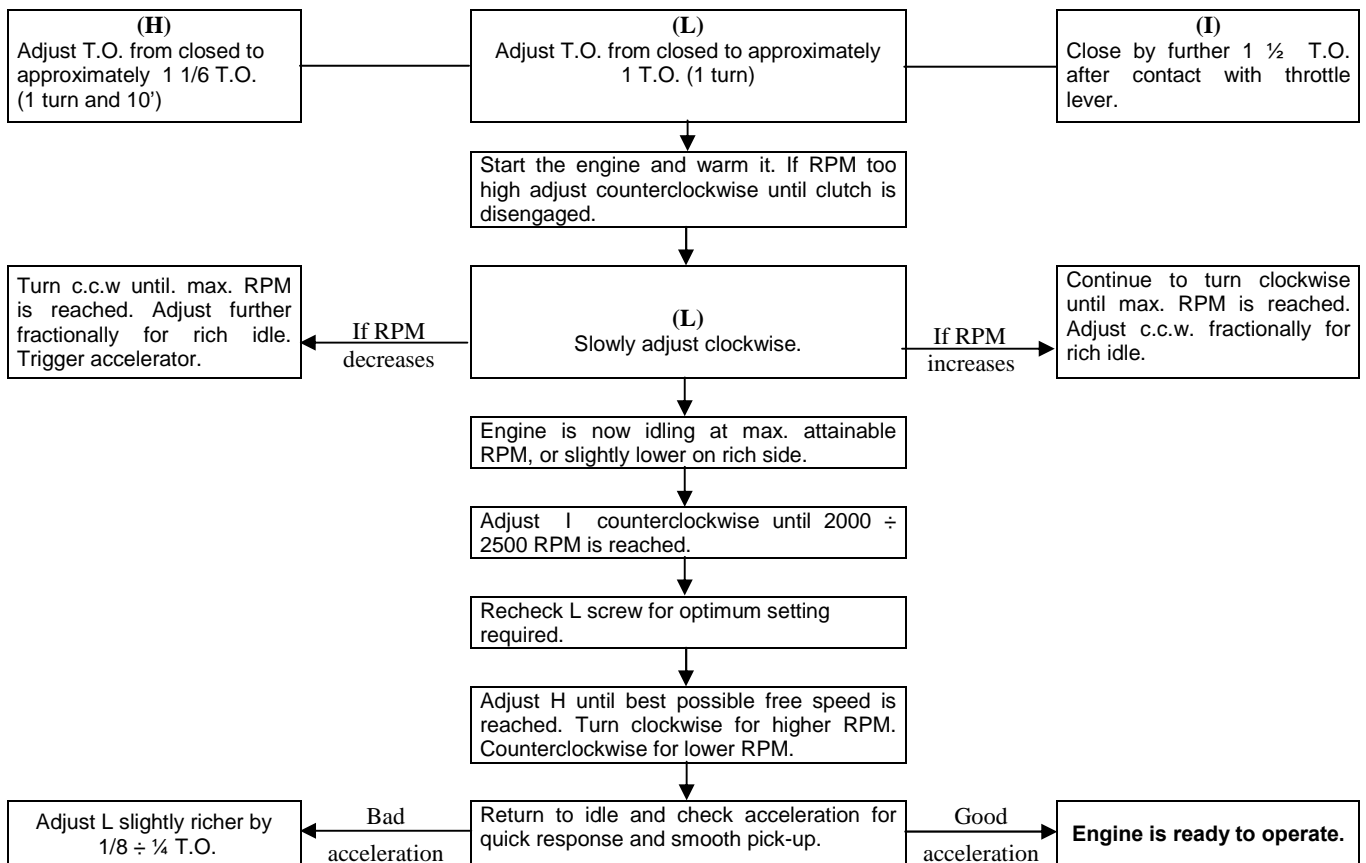 (H)
Adjust T.O. from closed to
approximately 1 1/6 T.O.
(1 turn and 10’)
(L)
Adjust T.O. from closed to approximately
1 T.O. (1 turn)
(I)
Close by further 1 ½ T.O.
after contact with throttle
lever.
Start the engine and warm it. If RPM too
high adjust counterclockwise until clutch is
disengaged.
Turn c.c.w until. max. RPM
is reached. Adjust further
fractionally for rich idle.
Trigger accelerator.
If RPM
decreases
(L)
Slowly adjust clockwise.
If RPM
increases
Continue to turn clockwise
until max. RPM is reached.
Adjust c.c.w. fractionally for
rich idle.
Engine is now idling at max. attainable
RPM, or slightly lower on rich side.
Adjust I counterclockwise until 2000 ÷
2500 RPM is reached.
Recheck L screw for optimum setting
required.
Adjust H until best possible free speed is
reached. Turn clockwise for higher RPM.
Counterclockwise for lower RPM.
Adjust L slightly richer by
1/8 ÷ ¼ T.O.
Bad
acceleration
Return to idle and check acceleration for
quick response and smooth pick-up.
Good
acceleration
Engine is ready to operate.